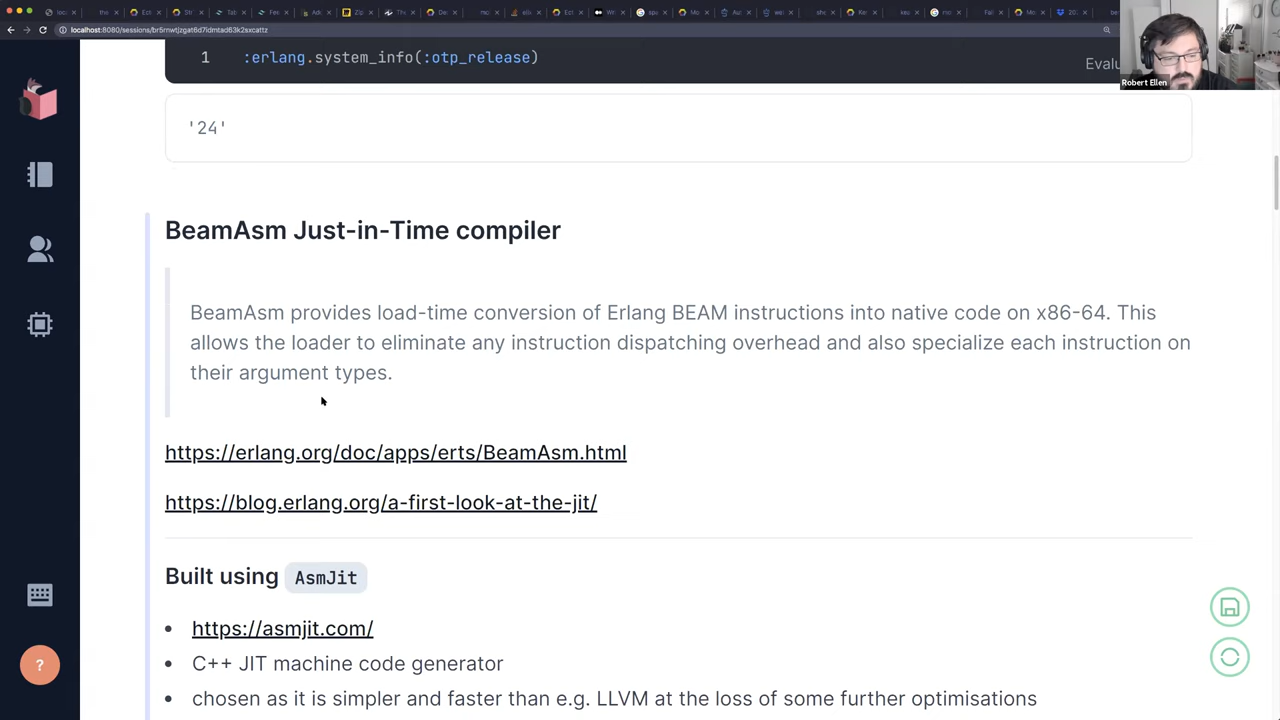 localhost:8080/sessions/br5mwtjzgat6d7idmtad63k2sxcattz
1 :erlang.system_info(:otp_release)
Evalu
Robert Ellen
'24'
BeamAsm Just-in-Time compiler
BeamAsm provides load-time conversion of Erlang BEAM instructions into native code on x86-64. This
allows the loader to eliminate any instruction dispatching overhead and also specialize each instruction on
their argument types.
https://erlang.org/doc/apps/erts/BeamAsm.html
https://blog.erlang.org/a-first-look-at-the-jit/
Built using AsmJit
• https://asmjit.com/
• C++ JIT machine code generator
• chosen as it is simpler and faster than e.g. LLVM at the loss of some further optimisations
?